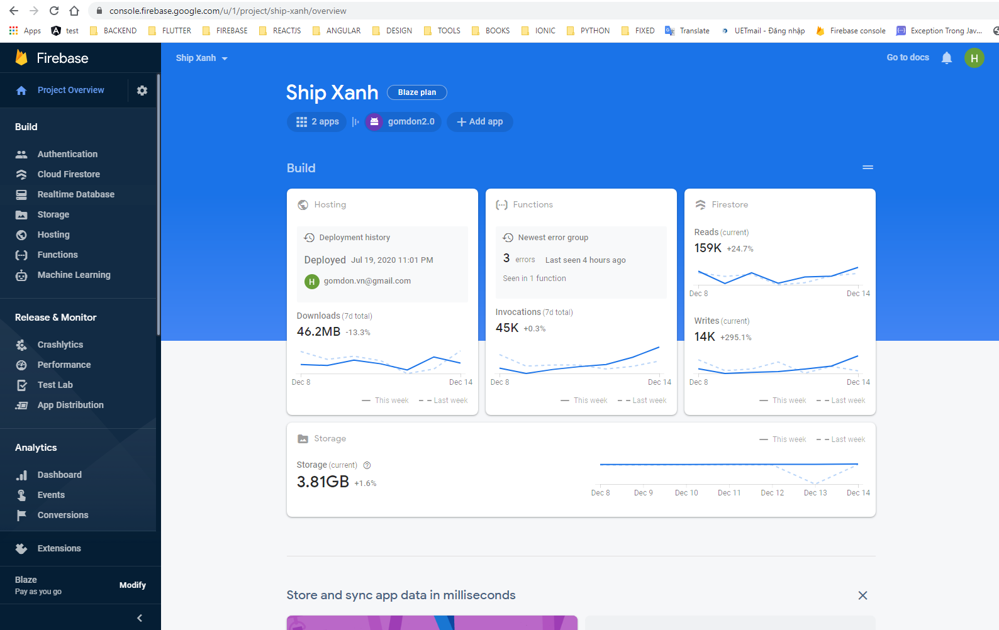 console.firebase.google.com/u/1/project/ship-xanh/overview
Apps test BACKEND FLUTTER FIREBASE REACTJS ANGULAR DESIGN TOOLS BOOKS IONIC PYTHON FIXED Translate UETmail - Đăng nhập Firebase console Exception Trong Jav...
Firebase
Project Overview
Build
Authentication
Cloud Firestore
Realtime Database
Storage
Hosting
Functions
Machine Learning
Release & Monitor
Crashlytics
Performance
Test Lab
App Distribution
Analytics
Dashboard
Events
Conversions
Extensions
Blaze
Pay as you go
Modify
Ship Xanh
Go to docs
H
Ship Xanh Blaze plan
2 apps gomdon2.0 + Add app
Build
Hosting
Deployment history
Deployed Jul 19, 2020 11:01 PM
H gomdon.vn@gmail.com
Downloads (7d total)
46.2MB -13.3%
Dec 8 Dec 14
This week Last week
Functions
Newest error group
3 errors Last seen 4 hours ago
Seen in 1 function
Invocations (7d total)
45K +0.3%
Dec 8 Dec 14
This week Last week
Firestore
Reads (current)
159K +24.7%
Dec 8 Dec 14
Writes (current)
14K +295.1%
Dec 8 Dec 14
This week Last week
Storage
This week Last week
Storage (current)
3.81GB +1.6%
Dec 8 Dec 9 Dec 10 Dec 11 Dec 12 Dec 13 Dec 14
Store and sync app data in milliseconds